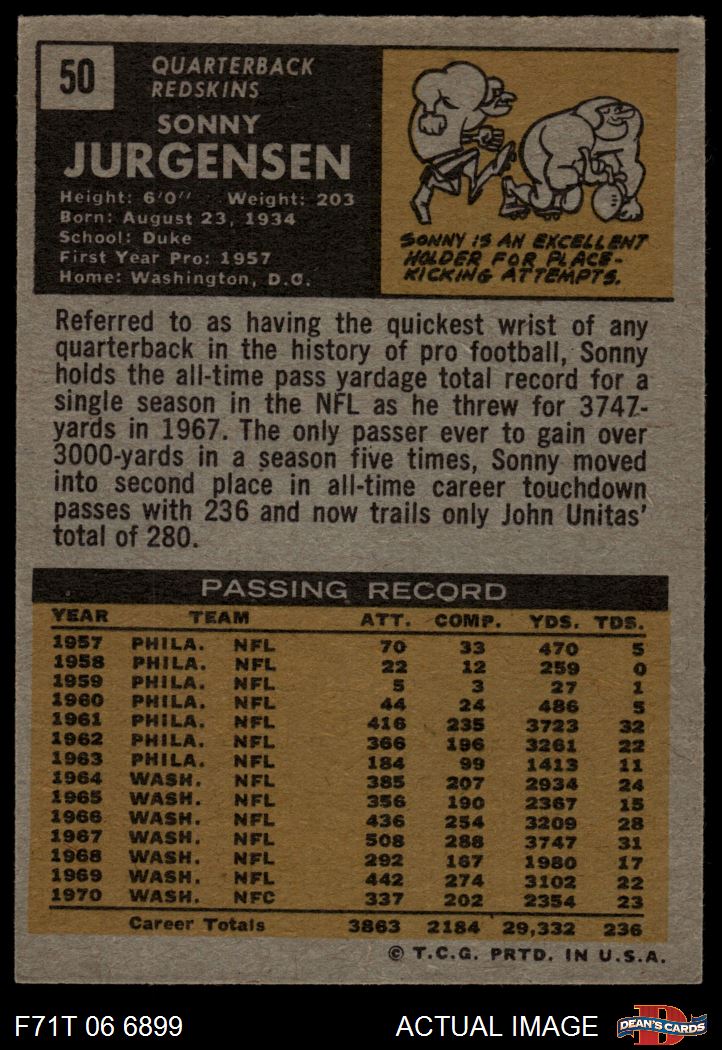 50
QUARTERBACK
REDSKINS
SONNY
JURGENSEN
Height: 6'0" Weight: 203
Born: August 23, 1934
School: Duke
First Year Pro: 1957
Home: Washington, D.C.
SONNY IS AN EXCELLENT
HOLDER FOR PLACE-
KICKING ATTEMPTS.
Referred to as having the quickest wrist of any
quarterback in the history of pro football, Sonny
holds the all-time pass yardage total record for a
single season in the NFL as he threw for 3747-
yards in 1967. The only passer ever to gain over
3000-yards in a season five times, Sonny moved
into second place in all-time career touchdown
passes with 236 and now trails only John Unitas'
total of 280.
PASSING RECORD
YEAR TEAM ATT. COMP. YDS. TDS.
1957 PHILA. NFL 70 33 470 5
1958 PHILA. NFL 22 12 259 0
1959 PHILA. NFL 5 3 27 1
1960 PHILA. NFL 44 24 486 5
1961 PHILA. NFL 416 235 3723 32
1962 PHILA. NFL 366 196 3261 22
1963 PHILA. NFL 184 99 1413 11
1964 WASH. NFL 385 207 2934 24
1965 WASH. NFL 356 190 2367 15
1966 WASH. NFL 436 254 3209 28
1967 WASH. NFL 508 288 3747 31
1968 WASH. NFL 292 167 1980 17
1969 WASH. NFL 442 274 3102 22
1970 WASH. NFC 337 202 2354 23
Career Totals 3863 2184 29,332 236
© T.C.G. PRTD. IN U.S.A.
F71T 06 6899 ACTUAL IMAGE D DEAN'S CARDS